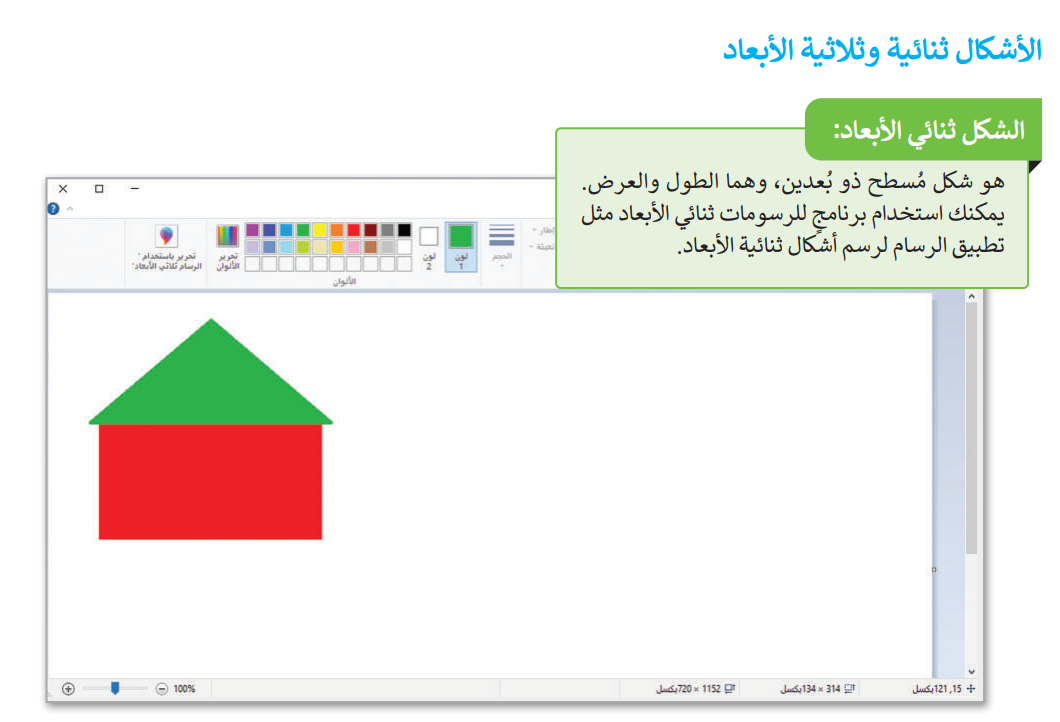 الأشكال ثنائية وثلاثية الأبعاد
الشكل ثنائي الأبعاد:
هو شكل مُسطح ذو بُعدين، وهما الطول والعرض.
يمكنك استخدام برنامجٍ للرسومات ثنائي الأبعاد مثل
تطبيق الرسام لرسم أشكال ثنائية الأبعاد.
إطار
تعبئة
الحجم
لون
1
لون
2
تحرير
الألوان
تحرير باستخدام
الرسام ثلاثي الأبعاد
الألوان
121, 15بكسل
314 × 134بكسل
1152 × 720بكسل
100%